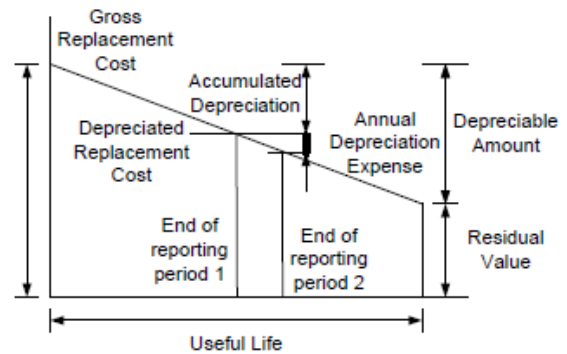 Gross
Replacement
Cost
Accumulated
Depreciation
Annual
Depreciation
Expense
Depreciable
Amount
Depreciated
Replacement
Cost
End of
reporting
period 1
End of
reporting
period 2
Residual
Value
Useful Life